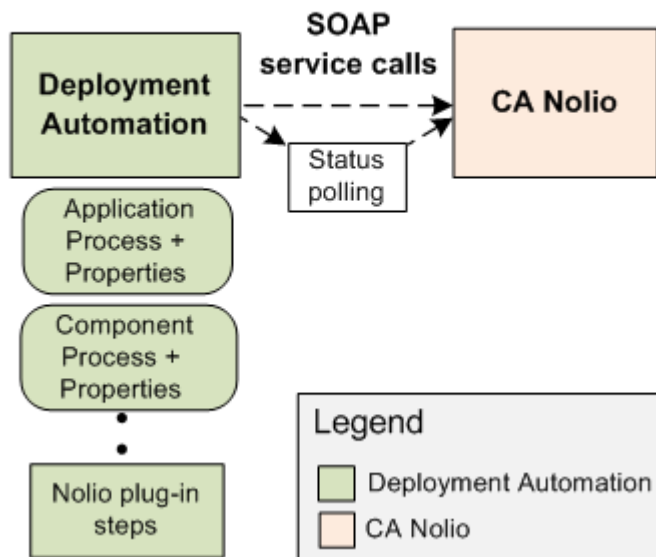 SOAP
service calls
Deployment
Automation
CA Nolio
Status
polling
Application
Process +
Properties
Component
Process +
Properties
Nolio plug-in
steps
Legend
Deployment Automation
CA Nolio